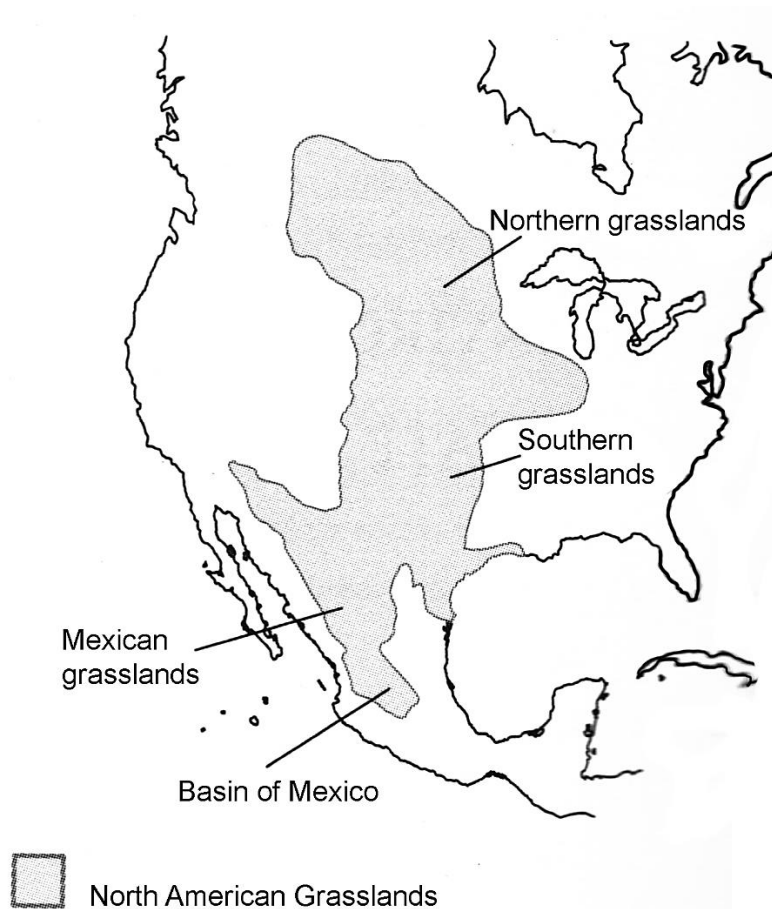 Northern grasslands
Southern
grasslands
Mexican
grasslands
Basin of Mexico
North American Grasslands